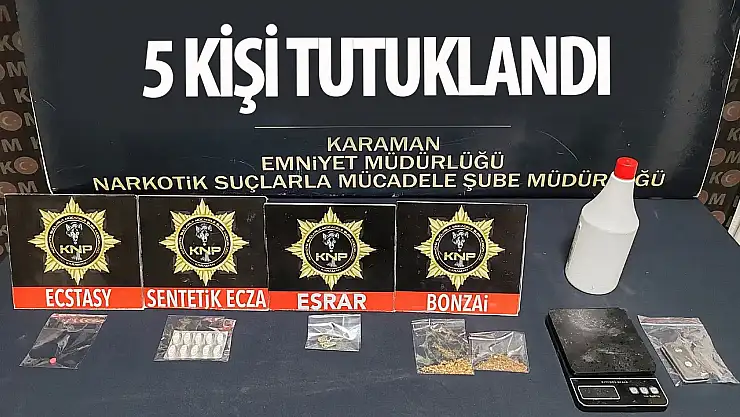 5 KİŞİ TUTUKLANDI
KARAMAN
EMNİYET MÜDÜRLÜĞÜ
NARKOTİK SUÇLARLA MÜCADELE ŞUBE MÜDÜRLÜĞÜ
KNP
KNP
KNP
KNP
ECSTASY
SENTETİK ECZA
ESRAR
BONZAİ